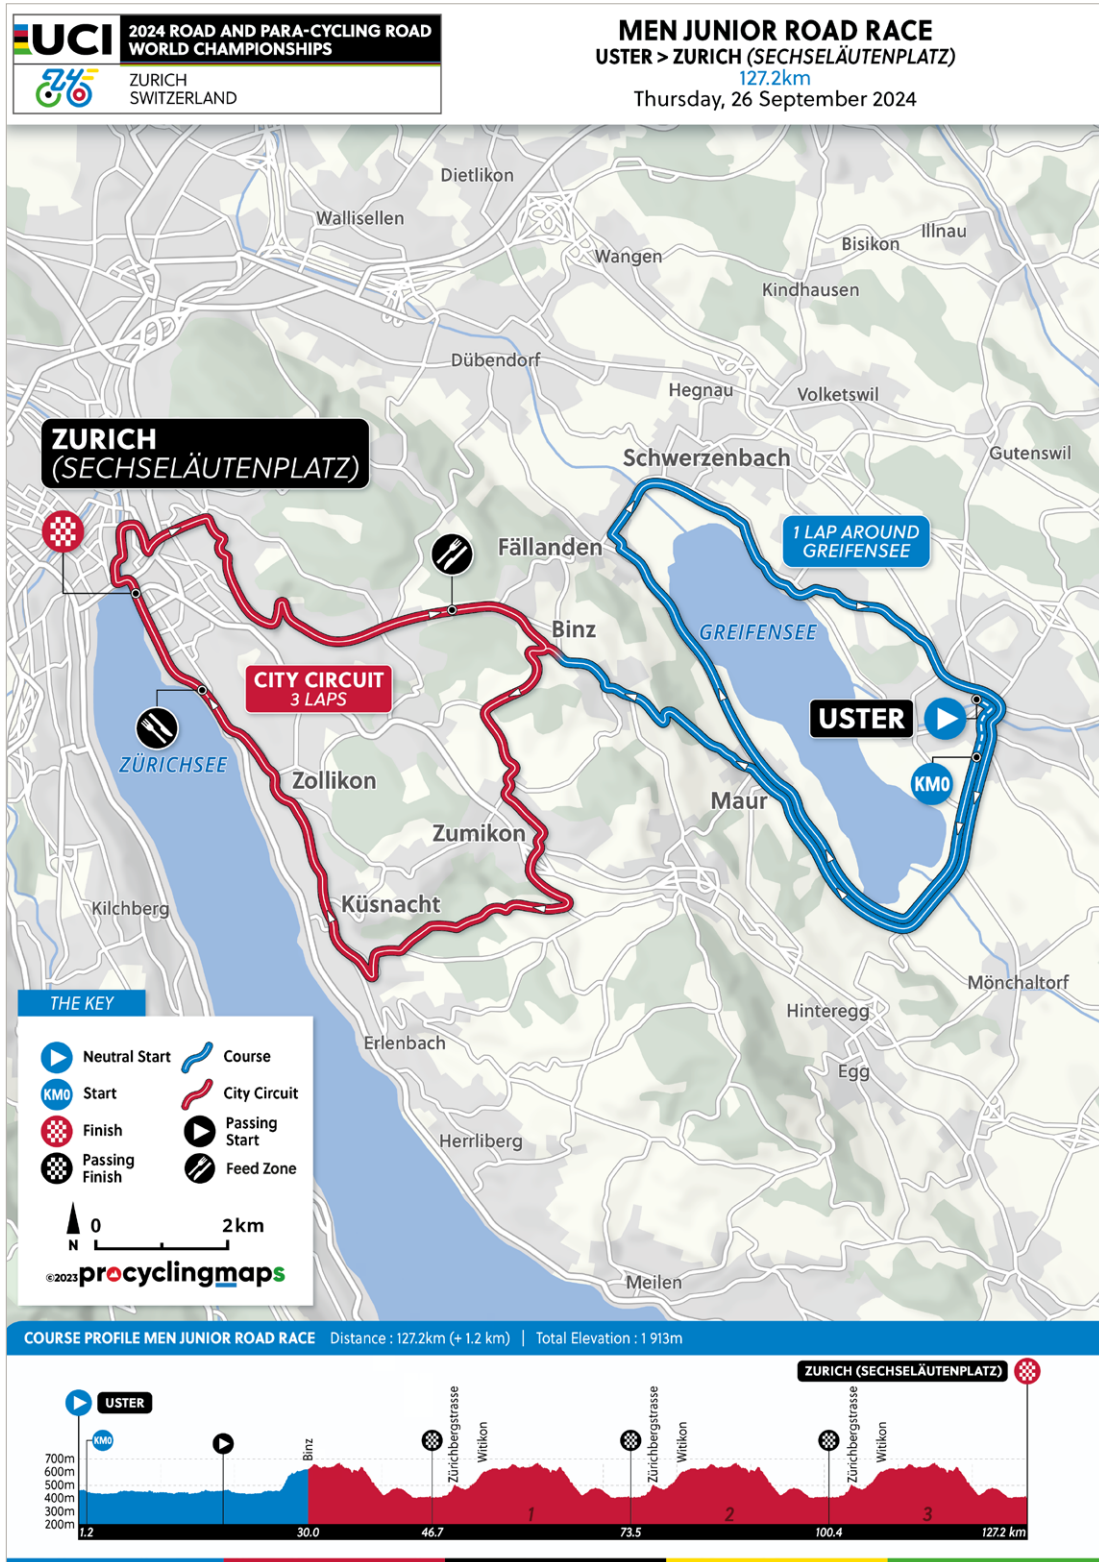 UCI
2024 ROAD AND PARA-CYCLING ROAD
WORLD CHAMPIONSHIPS
ZURICH
SWITZERLAND
MEN JUNIOR ROAD RACE
USTER > ZURICH (SECHSELÄUTENPLATZ)
127.2km
Thursday, 26 September 2024
Dietlikon
Wallisellen
Illnau
Bisikon
Wangen
Kindhausen
Dübendorf
Hegnau
Volketswil
ZURICH
(SECHSELÄUTENPLATZ)
Gutenswil
Schwerzenbach
1 LAP AROUND
GREIFENSEE
Fällanden
Binz
GREIFENSEE
CITY CIRCUIT
3 LAPS
USTER
ZÜRICHSEE
Zollikon
KM0
Maur
Zumikon
Küsnacht
Kilchberg
Mönchaltorf
Hinteregg
Erlenbach
Egg
Herrliberg
Meilen
THE KEY
Neutral Start
Course
KM0
Start
City Circuit
Finish
Passing
Start
Passing
Finish
Feed Zone
N
0
2km
©2023 procyclingmaps
COURSE PROFILE MEN JUNIOR ROAD RACE Distance : 127.2km (+ 1.2 km) | Total Elevation : 1 913m
ZURICH (SECHSELÄUTENPLATZ)
USTER
KM0
Binz
Zürichbergstrasse
Witikon
Zürichbergstrasse
Witikon
Zürichbergstrasse
Witikon
700m
600m
500m
400m
300m
200m
1
2
3
1.2
30.0
46.7
73.5
100.4
127.2 km